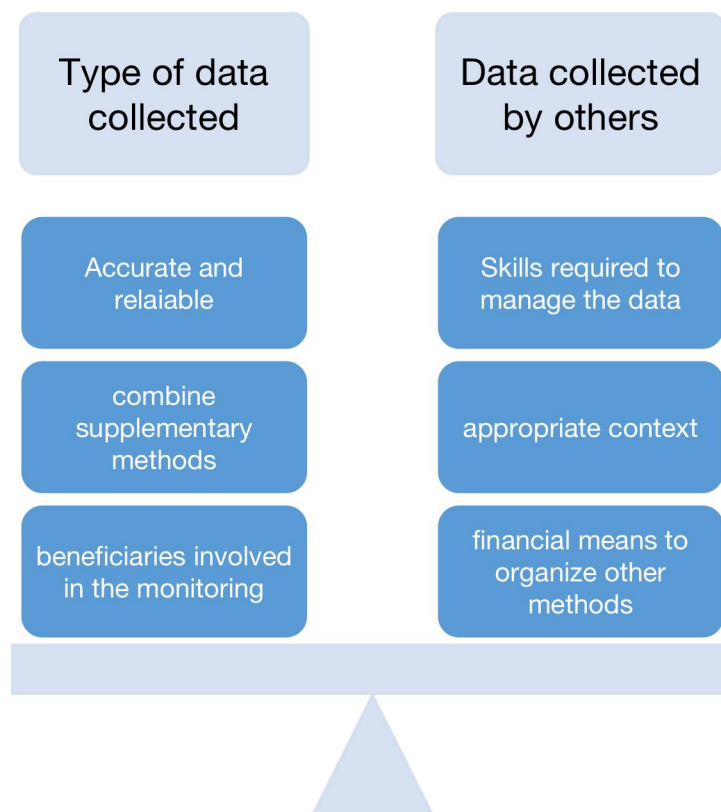 Type of data
collected
Data collected
by others
Accurate and
relaiable
Skills required to
manage the data
combine
supplementary
methods
appropriate context
beneficiaries involved
in the monitoring
financial means to
organize other
methods